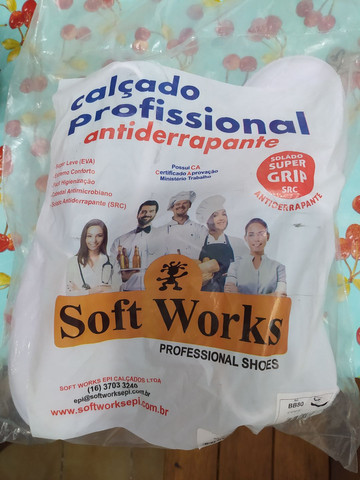 calçado
profissional
antiderrapante
Possui CA
Certificado Aprovação
Ministério Trabalho
SOLADO
SUPER
GRIP
SRC
ANTIDERRAPANTE
Super Leve (EVA)
Extremo Conforto
Fácil Higienização
Antimicrobiano
Solado Antiderrapante (SRC)
Soft Works
PROFESSIONAL SHOES
SOFT WORKS EPI CALÇADOS LTDA
(16) 3703 3240
epi@softworksepi.com.br
www.softworksepi.com.br
BB80